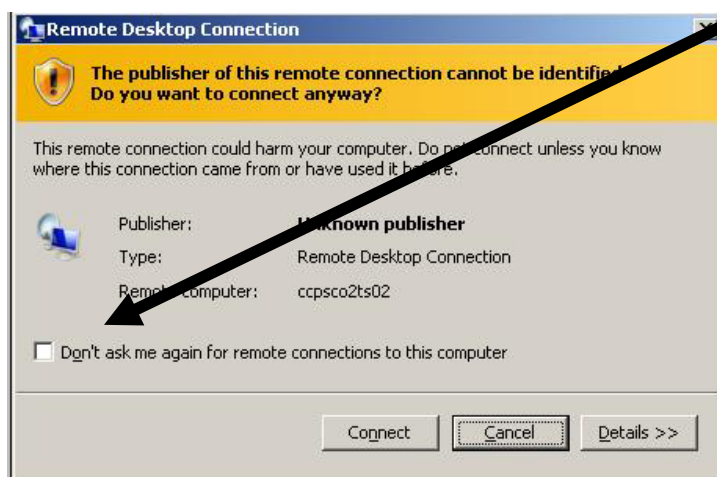 Remote Desktop Connection
The publisher of this remote connection cannot be identified.
Do you want to connect anyway?
This remote connection could harm your computer. Do not connect unless you know
where this connection came from or have used it before.
Publisher: Unknown publisher
Type: Remote Desktop Connection
Remote computer: ccpsco2ts02
Don't ask me again for remote connections to this computer
Connect Cancel Details >>